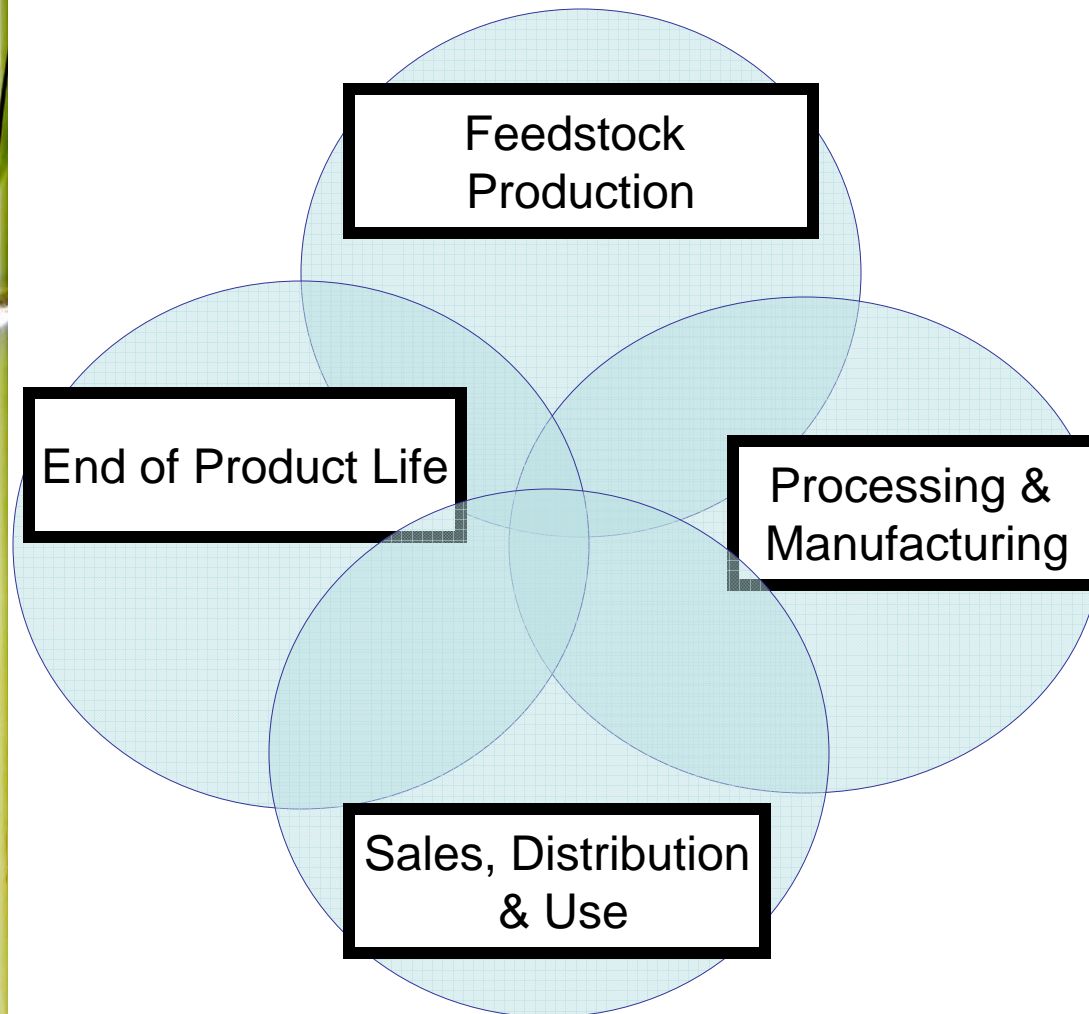 Feedstock
Production
End of Product Life
Processing &
Manufacturing
Sales, Distribution
& Use